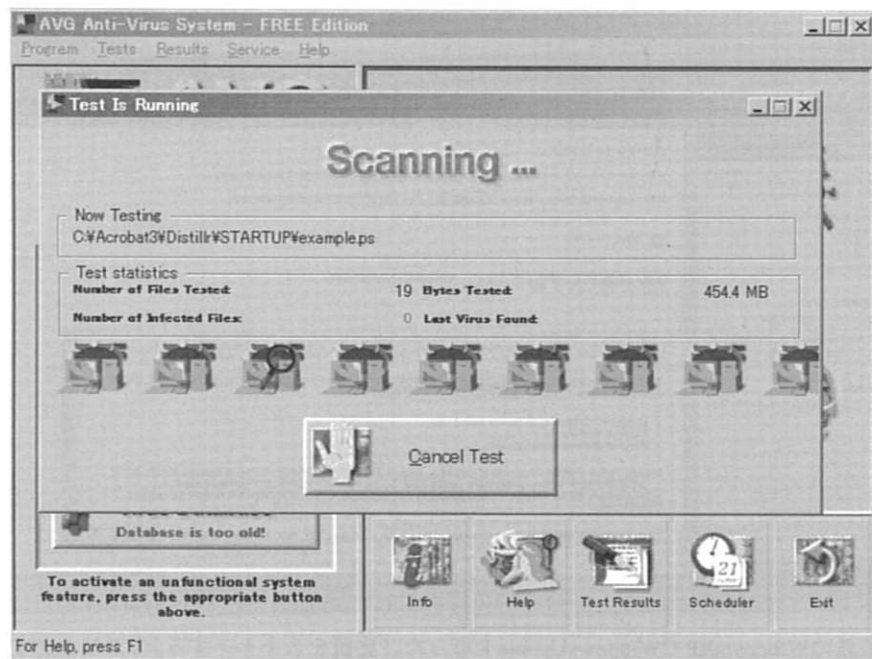 AVG Anti-Virus System - FREE Edition
Program Tests Results Service Help
Test Is Running
Scanning ...
Now Testing
C:¥Acrobat3¥Distillr¥STARTUP¥example.ps
Test statistics
Number of Files Tested: 19 Bytes Tested: 454.4 MB
Number of Infected Files: 0 Last Virus Found:
Cancel Test
Database is too old!
To activate an unfunctional system
feature, press the appropriate button
above.
Info Help Test Results 21 Scheduler Exit
For Help, press F1